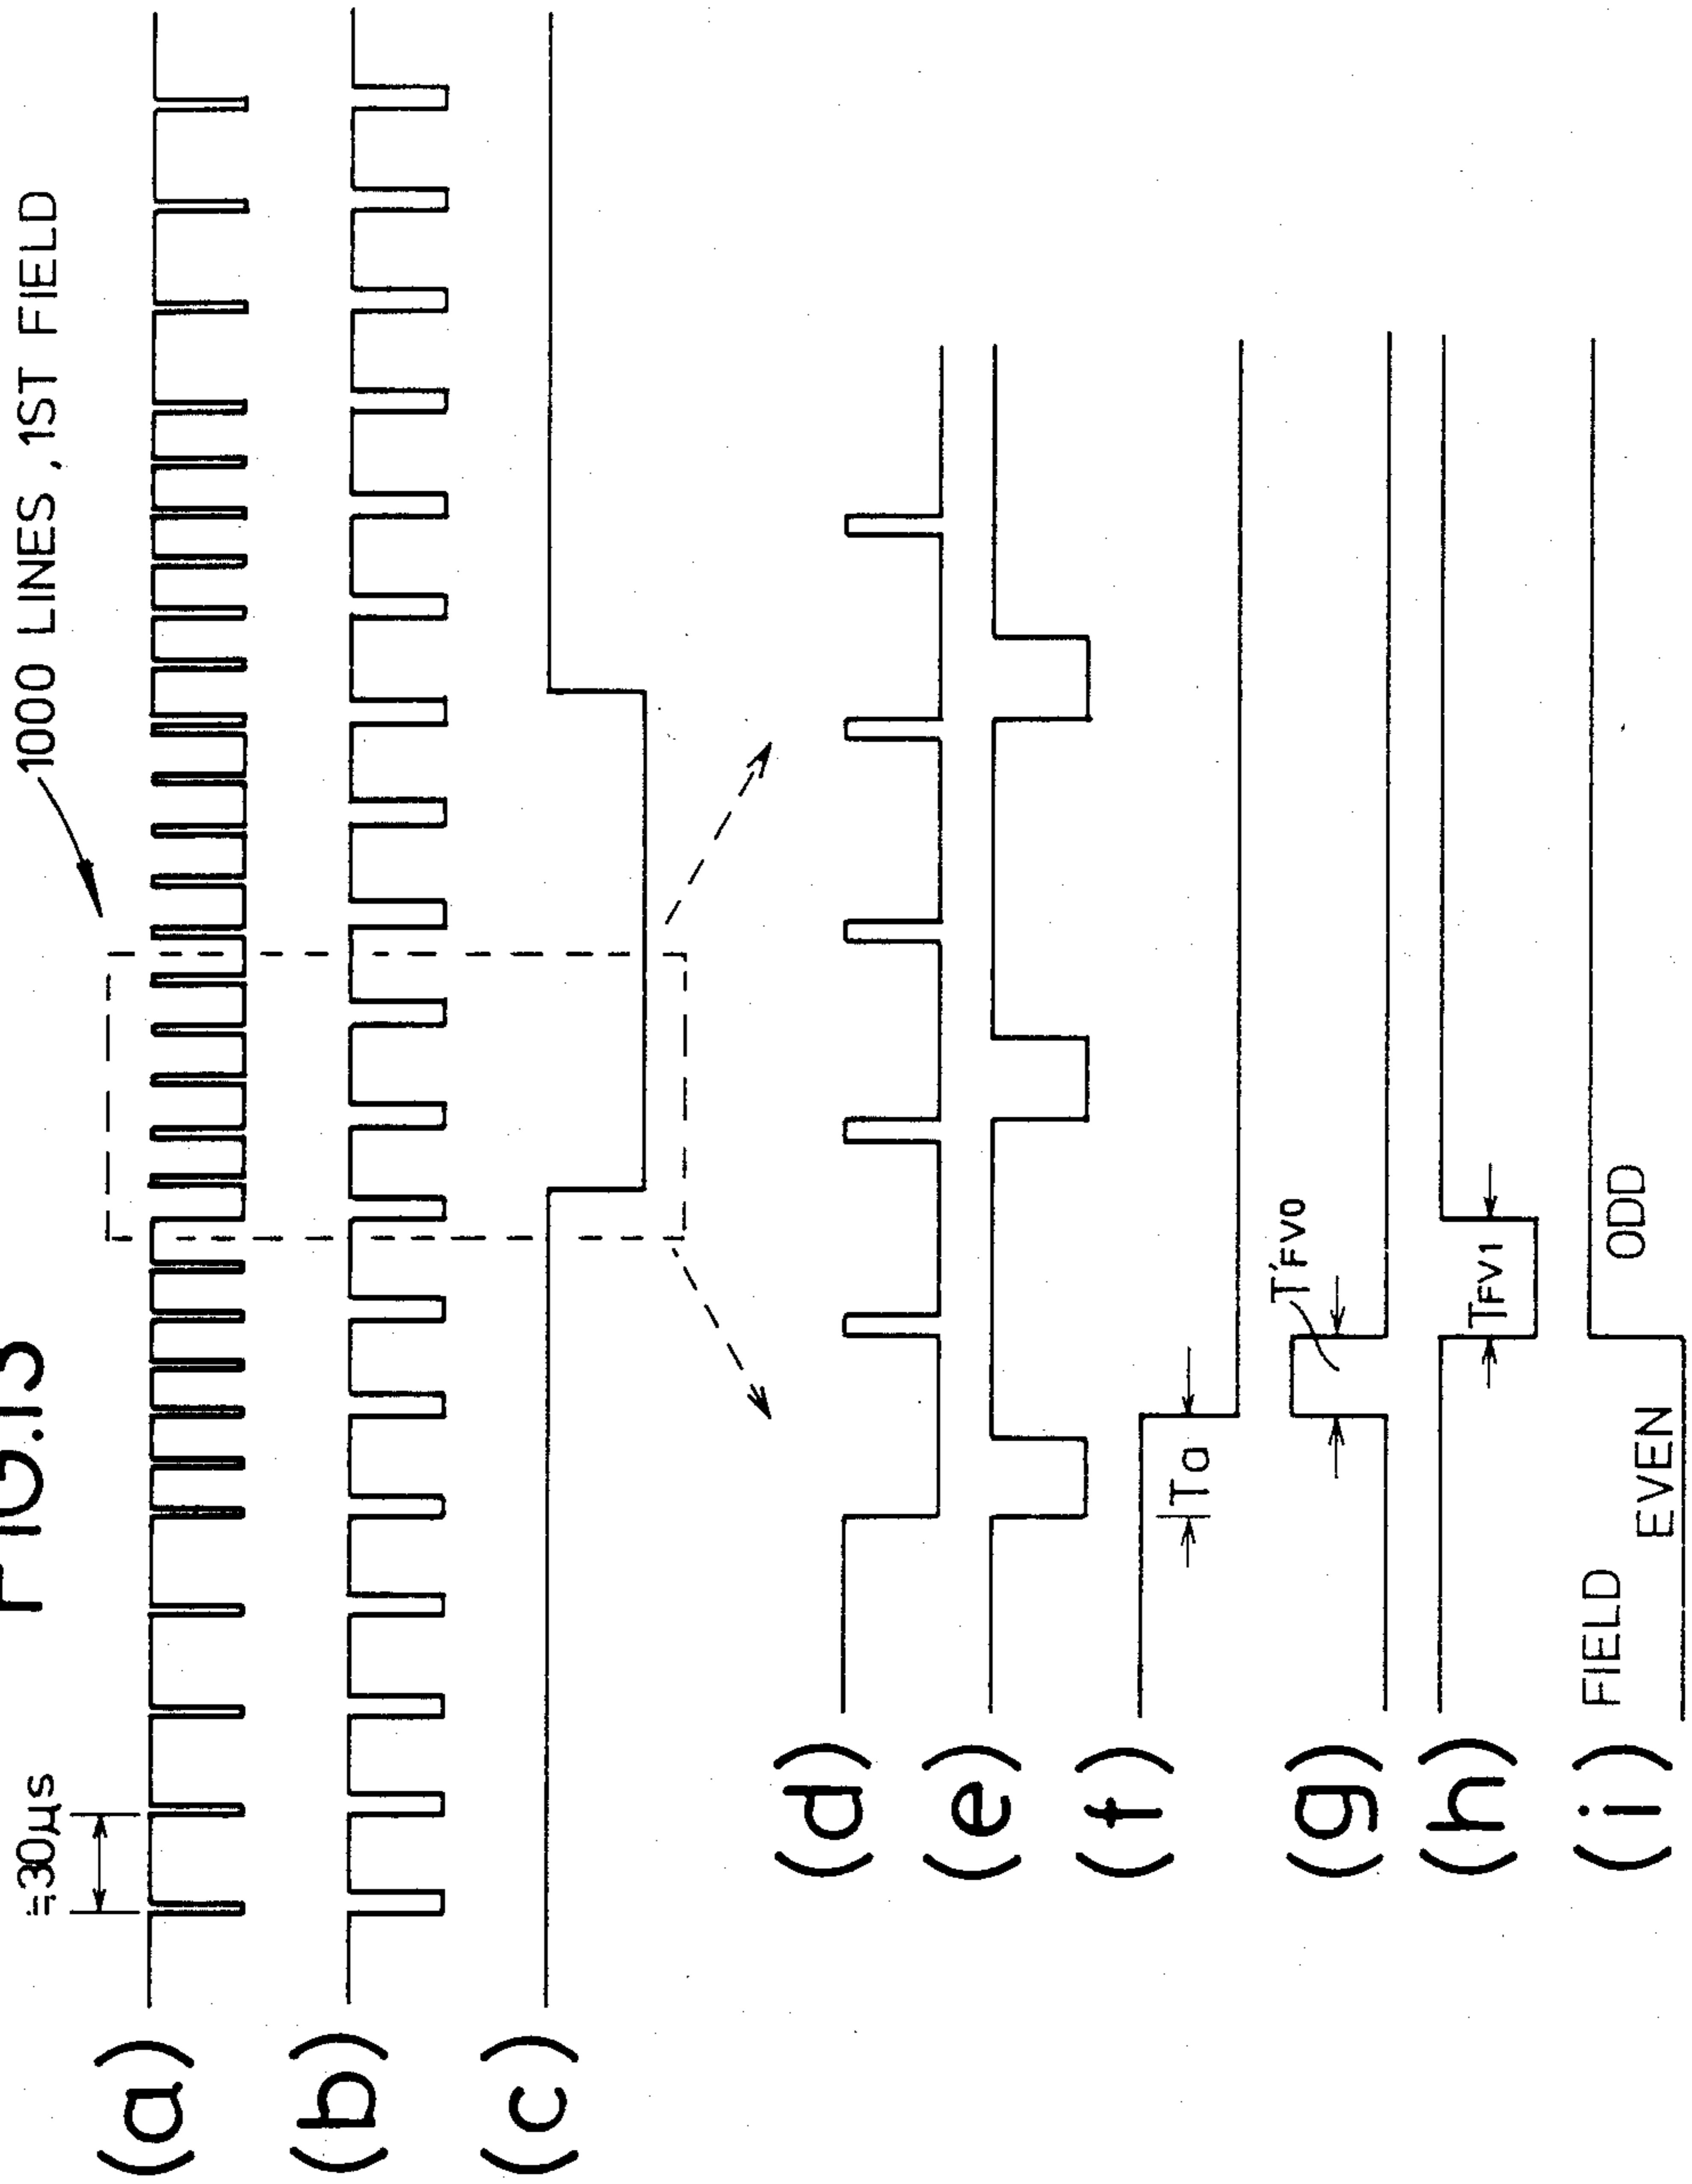 FIG.13
≒30µs
1000 LINES, 1ST FIELD
(a)
(b)
(c)
(d)
(e)
(f)
Ta
(g)
T'FV0
(h)
TFV1
(i)
FIELD
EVEN
ODD